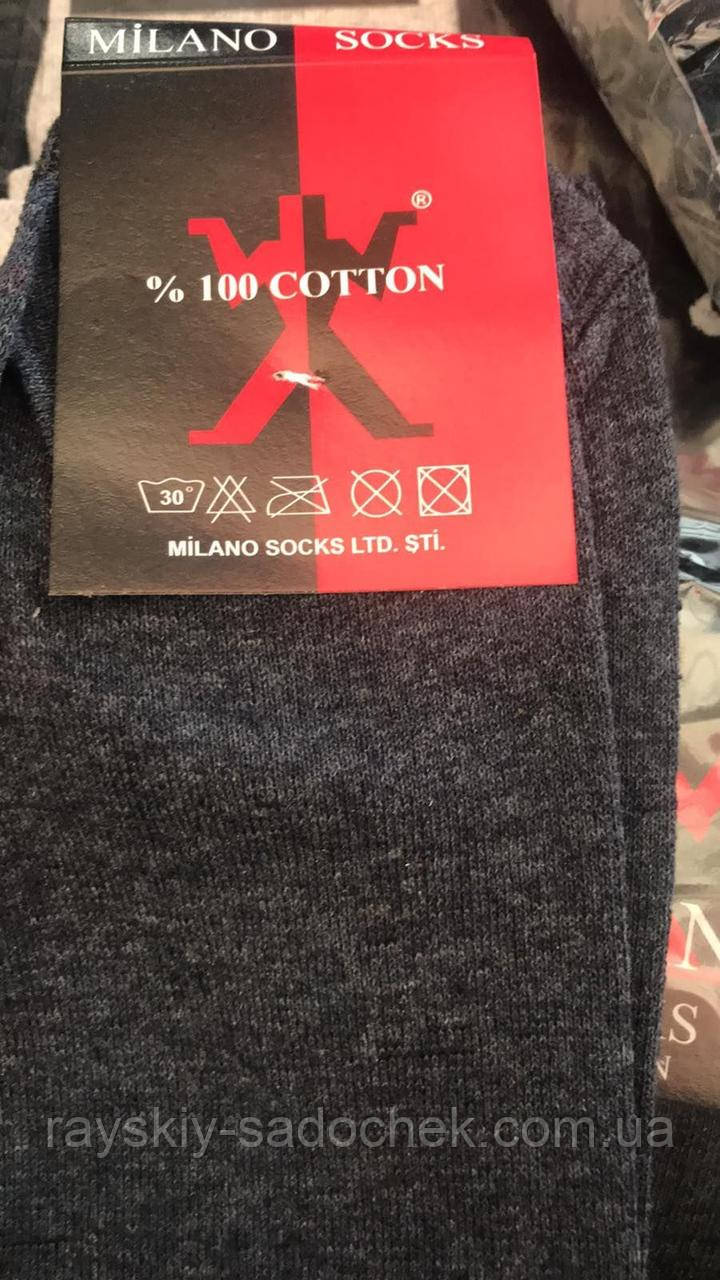 MİLANO SOCKS
®
% 100 COTTON
30°
MİLANO SOCKS LTD. ŞTİ.
rayskiy-sadochek.com.ua